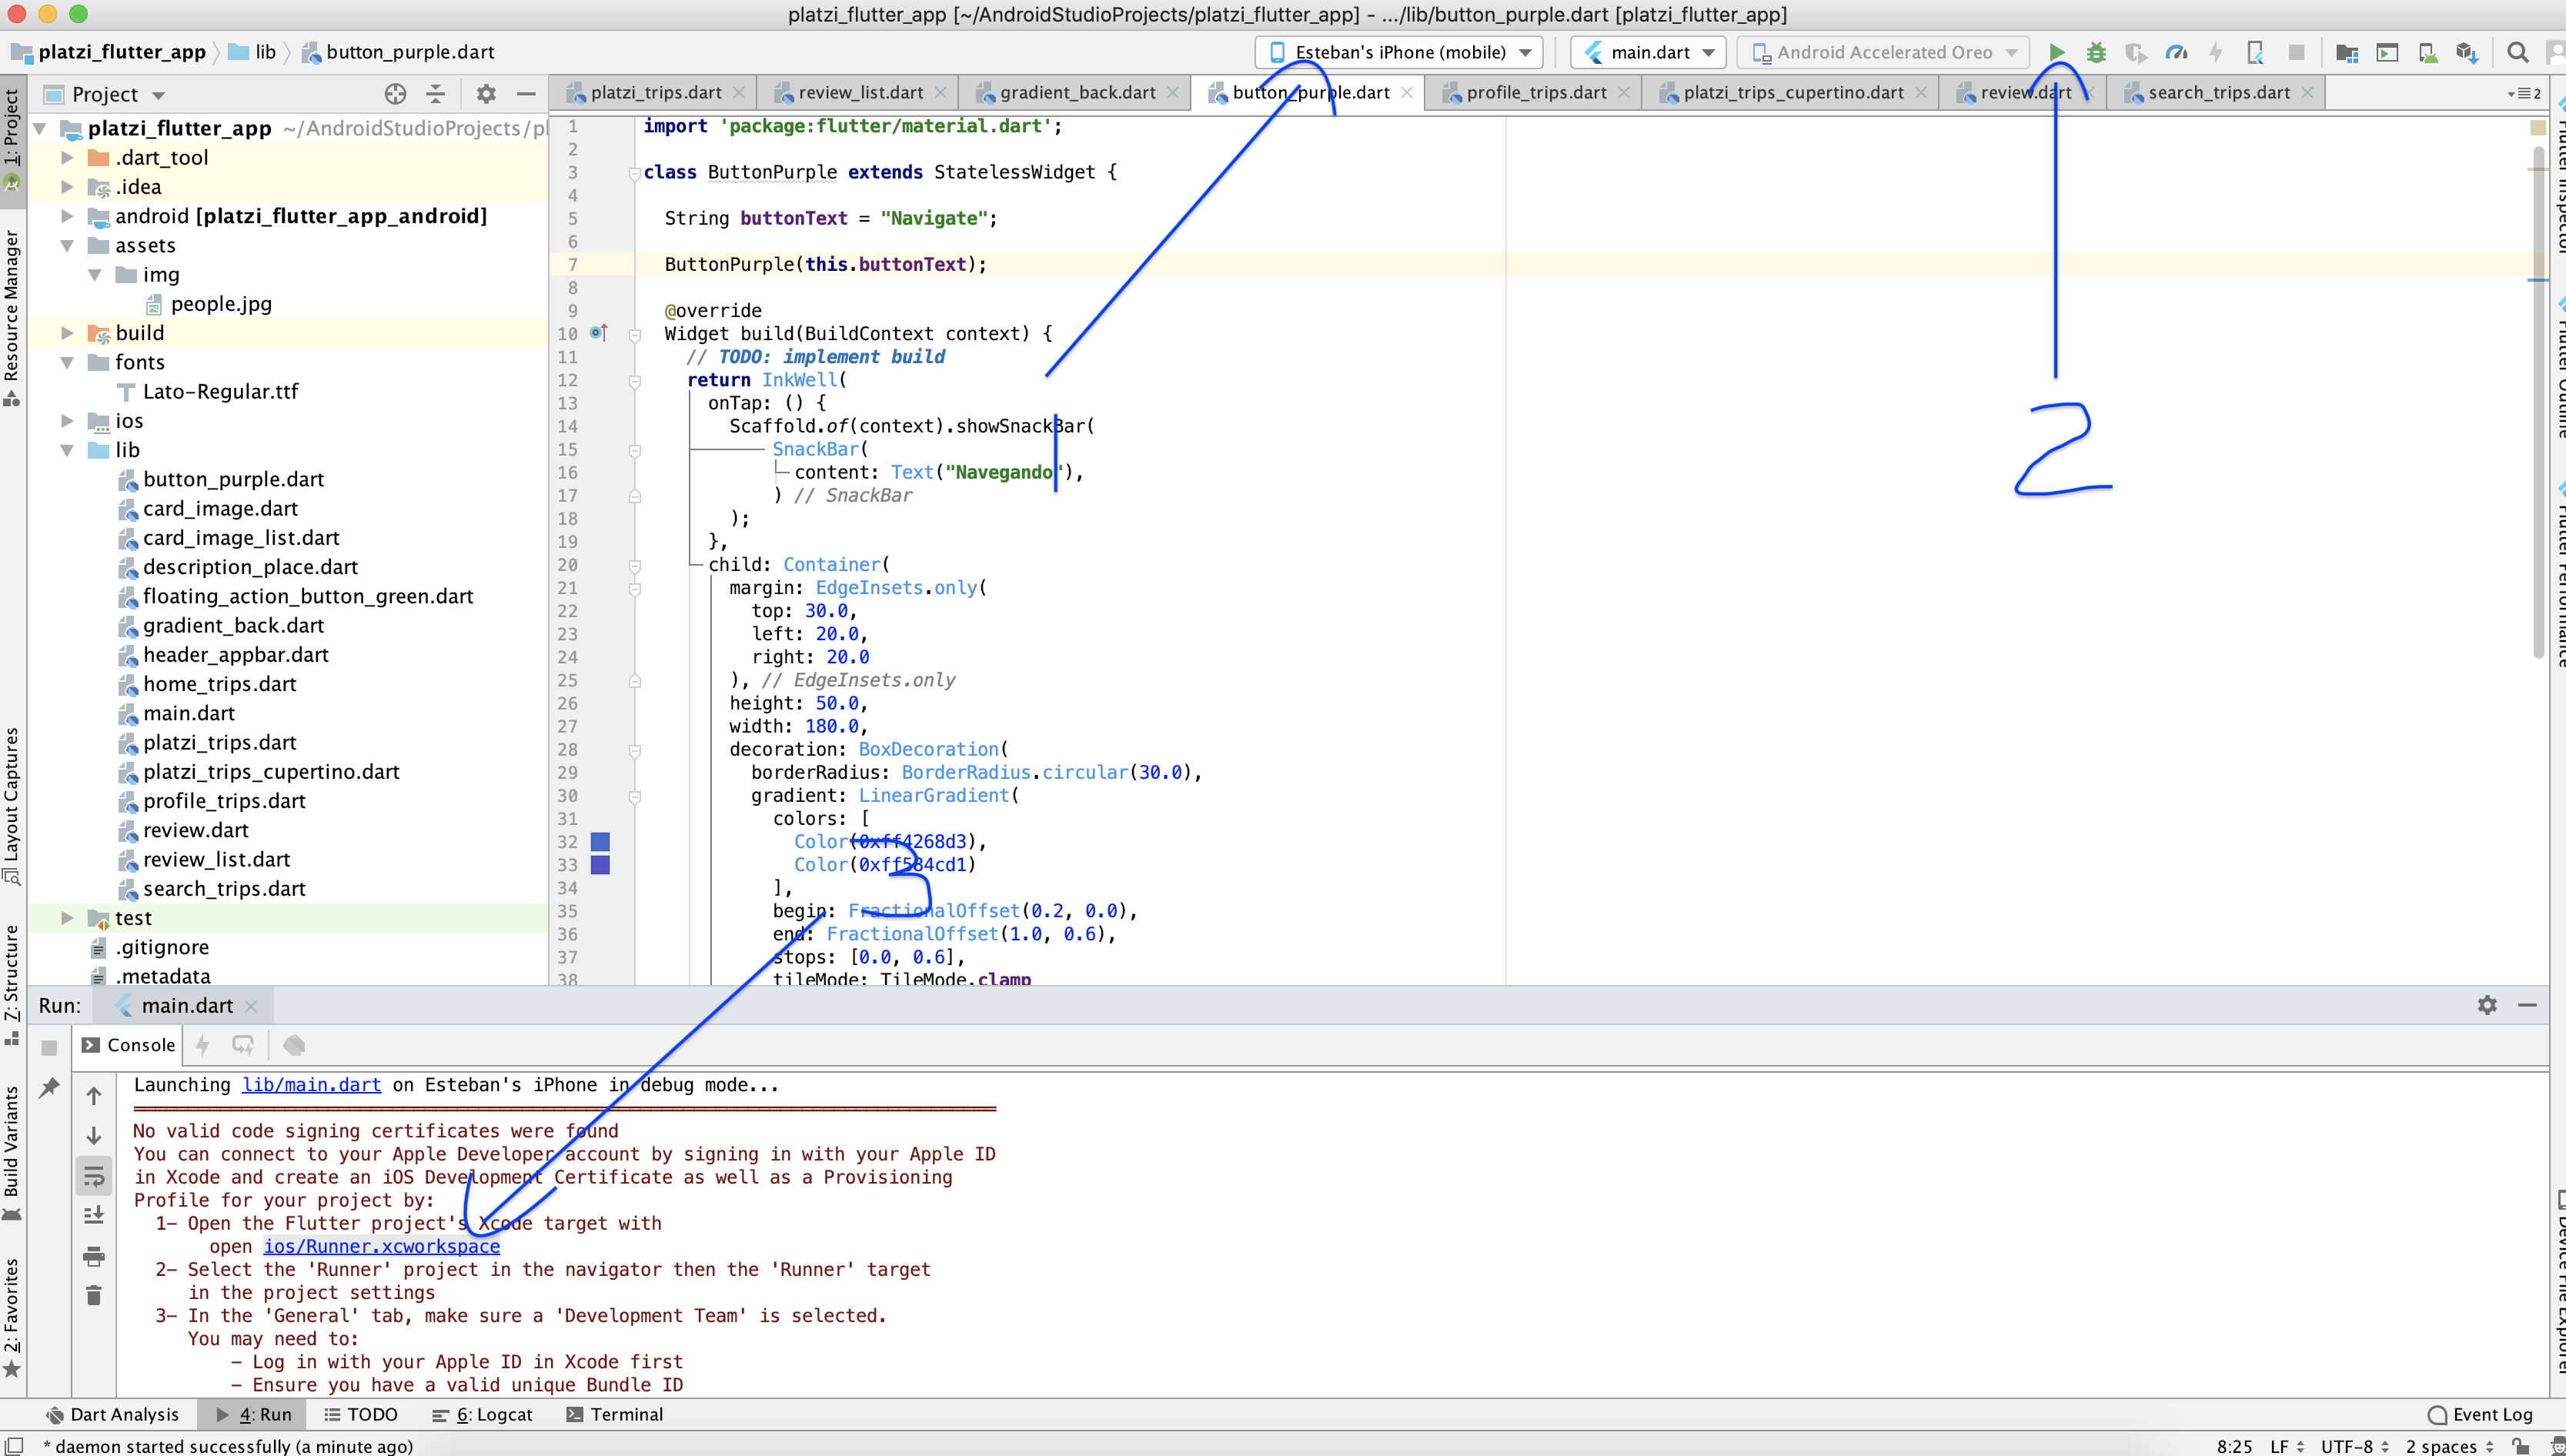 platzi_flutter_app [~/AndroidStudioProjects/platzi_flutter_app] - .../lib/button_purple.dart [platzi_flutter_app]
platzi_flutter_app lib button_purple.dart Esteban's iPhone (mobile) main.dart Android Accelerated Oreo
Project
platzi_trips.dart review_list.dart gradient_back.dart button_purple.dart profile_trips.dart platzi_trips_cupertino.dart review.dart search_trips.dart 2
1: Project
Resource Manager
Layout Captures
7: Structure
Build Variants
2: Favorites
platzi_flutter_app ~/AndroidStudioProjects/pl
.dart_tool
.idea
android [platzi_flutter_app_android]
assets
img
people.jpg
build
fonts
Lato-Regular.ttf
ios
lib
button_purple.dart
card_image.dart
card_image_list.dart
description_place.dart
floating_action_button_green.dart
gradient_back.dart
header_appbar.dart
home_trips.dart
main.dart
platzi_trips.dart
platzi_trips_cupertino.dart
profile_trips.dart
review.dart
review_list.dart
search_trips.dart
test
.gitignore
.metadata
1 import 'package:flutter/material.dart';
2
3 class ButtonPurple extends StatelessWidget {
4
5 String buttonText = "Navigate";
6
7 ButtonPurple(this.buttonText);
8
9 @override
10 Widget build(BuildContext context) {
11 // TODO: implement build
12 return InkWell(
13 onTap: () {
14 Scaffold.of(context).showSnackBar(
15 SnackBar(
16 content: Text("Navegando"),
17 ) // SnackBar
18 );
19 },
20 child: Container(
21 margin: EdgeInsets.only(
22 top: 30.0,
23 left: 20.0,
24 right: 20.0
25 ), // EdgeInsets.only
26 height: 50.0,
27 width: 180.0,
28 decoration: BoxDecoration(
29 borderRadius: BorderRadius.circular(30.0),
30 gradient: LinearGradient(
31 colors: [
32 Color(0xff4268d3),
33 Color(0xff584cd1)
34 ],
35 begin: FractionalOffset(0.2, 0.0),
36 end: FractionalOffset(1.0, 0.6),
37 stops: [0.0, 0.6],
38 tileMode: TileMode.clamp
1
2
3
Flutter Inspector
Flutter Outline
Flutter Performance
Device File Explorer
Run: main.dart
Console
Launching lib/main.dart on Esteban's iPhone in debug mode...
No valid code signing certificates were found
You can connect to your Apple Developer account by signing in with your Apple ID
in Xcode and create an iOS Development Certificate as well as a Provisioning
Profile for your project by:
1- Open the Flutter project's Xcode target with
open ios/Runner.xcworkspace
2- Select the 'Runner' project in the navigator then the 'Runner' target
in the project settings
3- In the 'General' tab, make sure a 'Development Team' is selected.
You may need to:
- Log in with your Apple ID in Xcode first
- Ensure you have a valid unique Bundle ID
Dart Analysis 4: Run TODO 6: Logcat Terminal Event Log
* daemon started successfully (a minute ago) 8:25 LF UTF-8 2 spaces